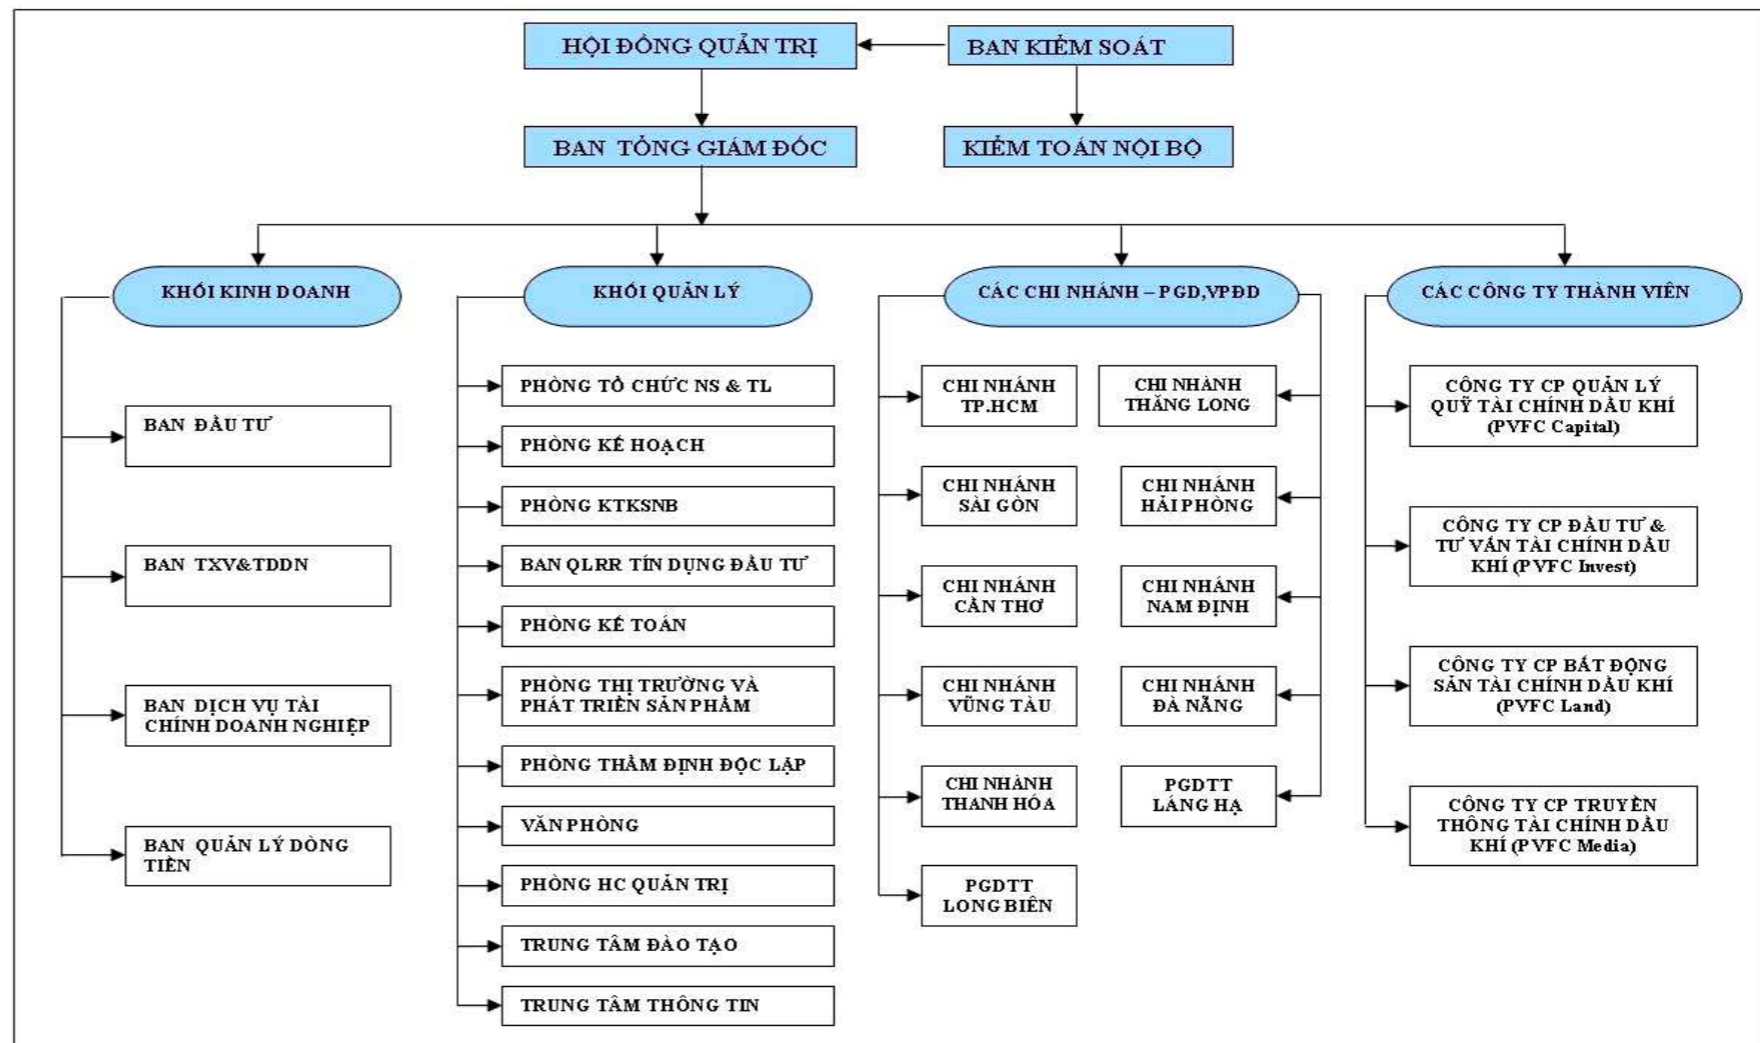 HỘI ĐỒNG QUẢN TRỊ
BAN KIỂM SOÁT
BAN TỔNG GIÁM ĐỐC
KIỂM TOÁN NỘI BỘ
KHỐI KINH DOANH
KHỐI QUẢN LÝ
CÁC CHI NHÁNH – PGD,VPĐD
CÁC CÔNG TY THÀNH VIÊN
BAN ĐẦU TƯ
BAN TXV&TDDN
BAN DỊCH VỤ TÀI
CHÍNH DOANH NGHIỆP
BAN QUẢN LÝ DÒNG
TIỀN
PHÒNG TỔ CHỨC NS & TL
PHÒNG KẾ HOẠCH
PHÒNG KTKSNB
BAN QLRR TÍN DỤNG ĐẦU TƯ
PHÒNG KẾ TOÁN
PHÒNG THỊ TRƯỜNG VÀ
PHÁT TRIỂN SẢN PHẨM
PHÒNG THẨM ĐỊNH ĐỘC LẬP
VĂN PHÒNG
PHÒNG HC QUẢN TRỊ
TRUNG TÂM ĐÀO TẠO
TRUNG TÂM THÔNG TIN
CHI NHÁNH
TP.HCM
CHI NHÁNH
SÀI GÒN
CHI NHÁNH
CẦN THƠ
CHI NHÁNH
VŨNG TÀU
CHI NHÀNH
THANH HÓA
PGDTT
LONG BIÊN
CHI NHÀNH
THĂNG LONG
CHI NHÁNH
HẢI PHÒNG
CHI NHÁNH
NAM ĐỊNH
CHI NHÁNH
ĐÀ NẴNG
PGDTT
LÁNG HẠ
CÔNG TY CP QUẢN LÝ
QUỸ TÀI CHÍNH DẦU KHÍ
(PVFC Capital)
CÔNG TY CP ĐẦU TƯ &
TƯ VẤN TÀI CHÍNH DẦU
KHÍ (PVFC Invest)
CÔNG TY CP BẤT ĐỘNG
SẢN TÀI CHÍNH DẦU KHÍ
(PVFC Land)
CÔNG TY CP TRUYỀN
THÔNG TÀI CHÍNH DẦU
KHÍ (PVFC Media)